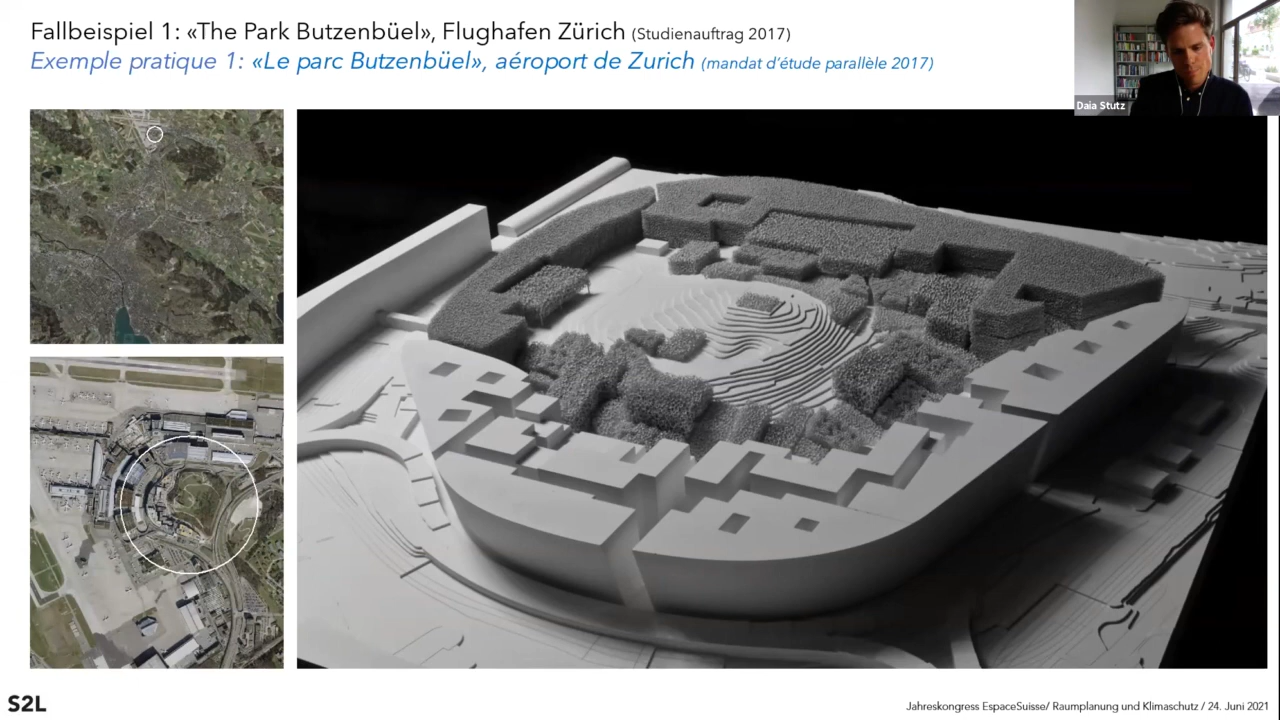 Fallbeispiel 1: «The Park Butzenbüel», Flughafen Zürich (Studienauftrag 2017)
Exemple pratique 1: «Le parc Butzenbüel», aéroport de Zurich (mandat d'étude parallèle 2017)
Daia Stutz
S2L
Jahreskongress EspaceSuisse/ Raumplanung und Klimaschutz / 24. Juni 2021